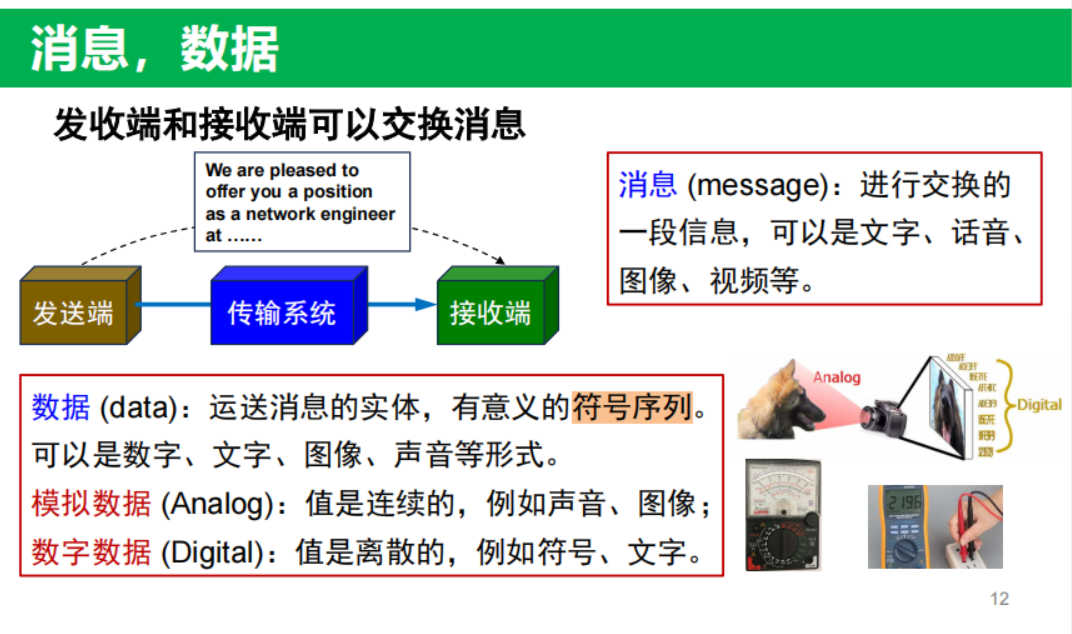 消息，数据
发收端和接收端可以交换消息
We are pleased to
offer you a position
as a network engineer
at ……
发送端
传输系统
接收端
消息 (message)：进行交换的
一段信息，可以是文字、话音、
图像、视频等。
数据 (data)：运送消息的实体，有意义的符号序列。
可以是数字、文字、图像、声音等形式。
模拟数据 (Analog)：值是连续的，例如声音、图像；
数字数据 (Digital)：值是离散的，例如符号、文字。
Analog
Digital
12